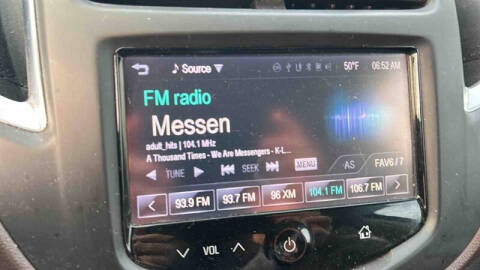 Source 50°F 06:52 AM
FM radio
Messen
adult_hits | 104.1 MHz
A Thousand Times - We Are Messengers - K-L...
TUNE SEEK MENU AS FAV6 / 7
93.9 FM 93.7 FM 96 XM 104.1 FM 106.7 FM
VOL